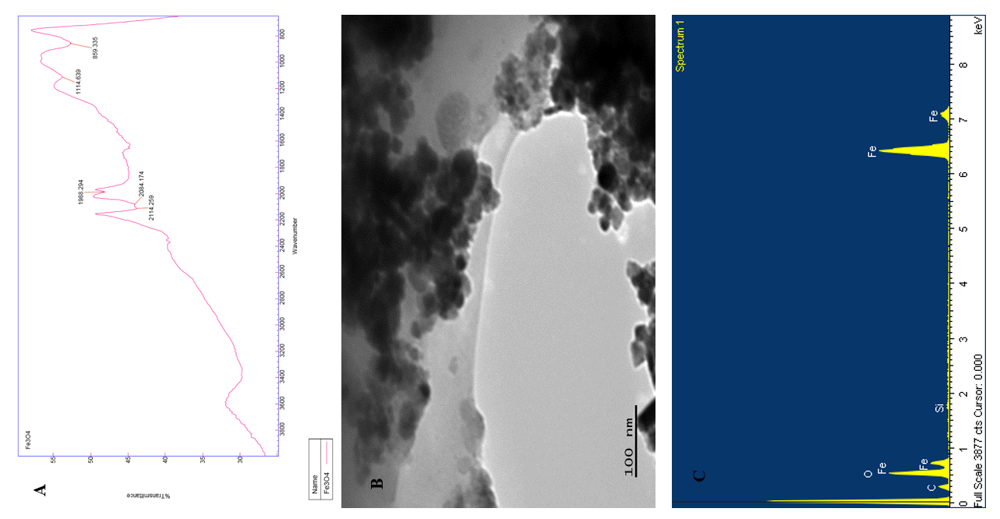 A
Fe3O4
%Transmittance
55
50
45
40
35
30
3800
3600
3400
3200
3000
2800
2600
2400
2200
2000
1800
1600
1400
1200
1000
800
Wavenumber
2114.259
2084.174
1988.294
1114.639
859.335
Name
Fe3O4
B
100 nm
C
Spectrum 1
C
O
Fe
Fe
Si
Fe
Fe
0
1
2
3
4
5
6
7
8
Full Scale 3877 cts Cursor: 0.000
keV